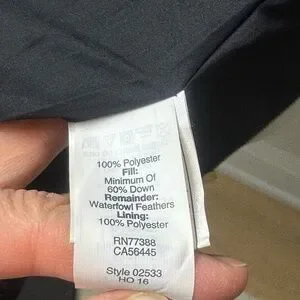 100% Polyester
Fill:
Minimum Of
60% Down
Remainder:
Waterfowl Feathers
Lining:
100% Polyester
RN77388
CA56445
Style 02533
HO 16